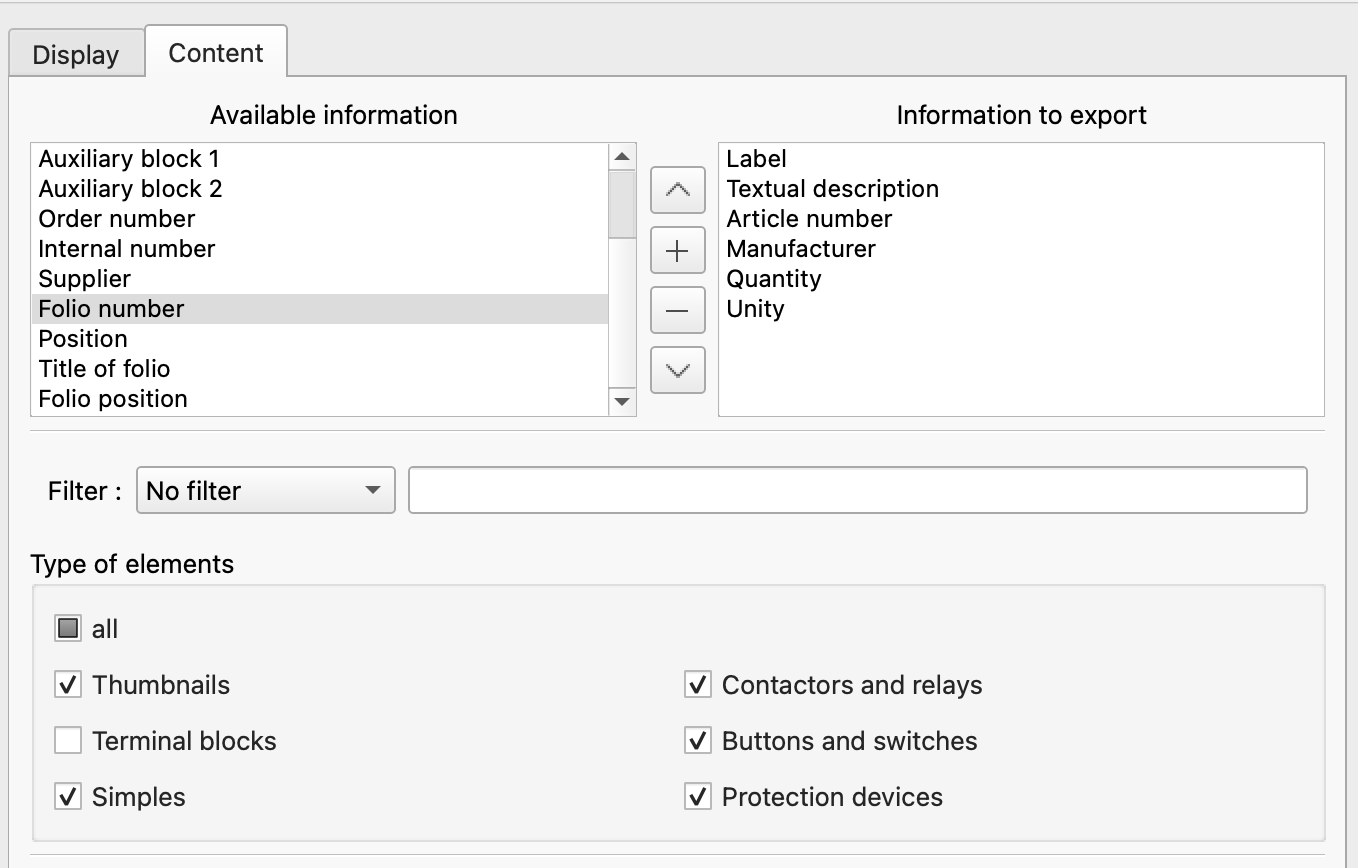 Display
Content
Available information
Information to export
Auxiliary block 1
Auxiliary block 2
Order number
Internal number
Supplier
Folio number
Position
Title of folio
Folio position
Label
Textual description
Article number
Manufacturer
Quantity
Unity
Filter :
No filter
Type of elements
all
Thumbnails
Contactors and relays
Terminal blocks
Buttons and switches
Simples
Protection devices